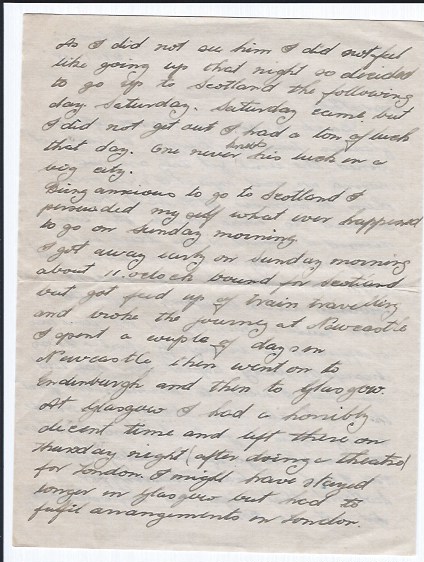 As I did not see him I did not feel
like going up that night so decided
to go up to Scotland the following
day Saturday. Saturday came, but
I did not get out I had a ton of luck
that day. One never knows his luck in a
big city.
Being anxious to go to Scotland I
persuaded my self what ever happened
to go on Sunday morning
I got away early on Sunday morning
about 11. oclock bound for Scotland
but got fed up of train travelling
and broke the journey at Newcastle
I spent a couple of days in
Newcastle then went on to
Endinburgh and then to Glasgow.
At Glasgow I had a horribly
decent time and left there on
Thursday night (after doing a theatre)
for London. I might have stayed
longer in Glasgow but had to
fulfil arrangements in London.